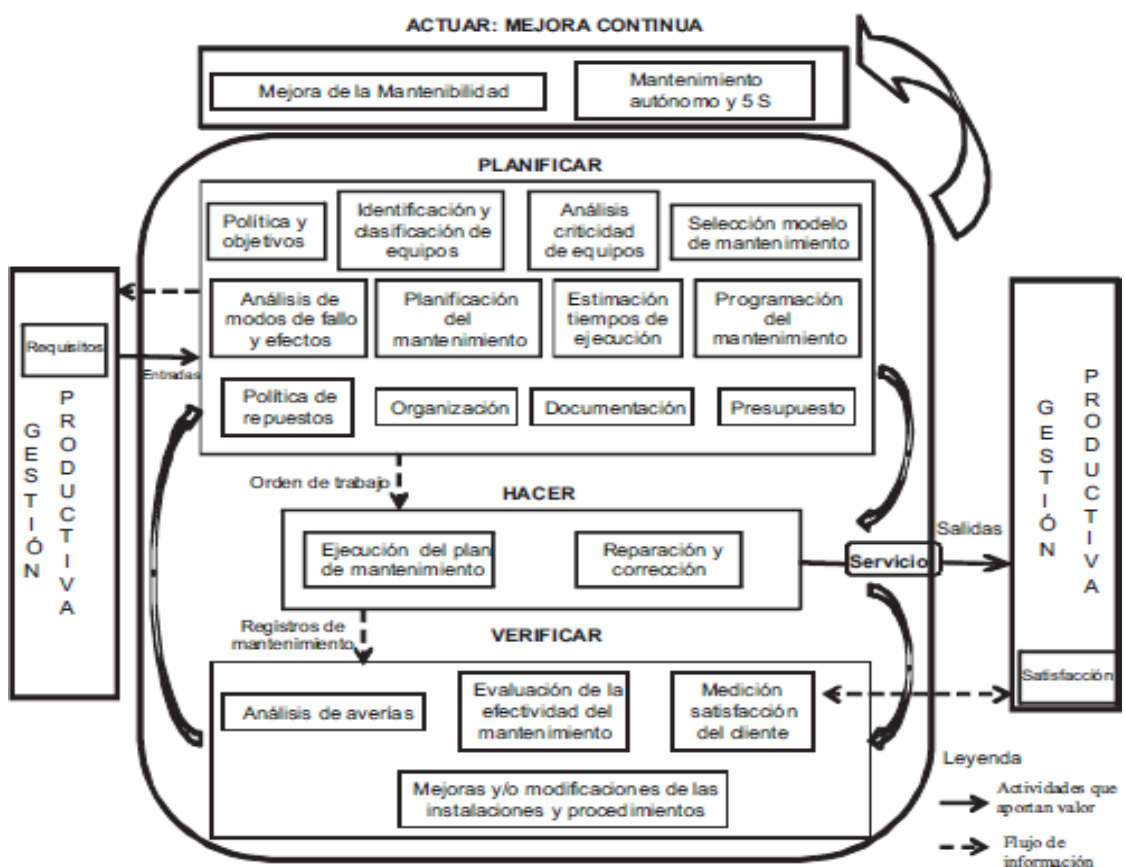 ACTUAR: MEJORA CONTINUA
Mejora de la Mantenibilidad
Mantenimiento
autónomo y 5 S
PLANIFICAR
Política y
objetivos
Identificación y
clasificación de
equipos
Análisis
criticidad
de equipos
Selección modelo
de mantenimiento
Análisis de
modos de fallo
y efectos
Planificación
del
mantenimiento
Estimación
tiempos de
ejecución
Programación
del
mantenimiento
Política de
repuestos
Organización
Documentación
Presupuesto
Requisitos
Entradas
GESTIÓN
PRODUCTIVA
Orden de trabajo
HACER
Ejecución del plan
de mantenimiento
Reparación y
corrección
Servicio
Salidas
GESTIÓN
PRODUCTIVA
Satisfacción
Registros de
mantenimiento
VERIFICAR
Análisis de averías
Evaluación de la
efectividad del
mantenimiento
Medición
satisfacción
del cliente
Mejoras y/o modificaciones de las
instalaciones y procedimientos
Leyenda
Actividades que
aportan valor
Flujo de
información